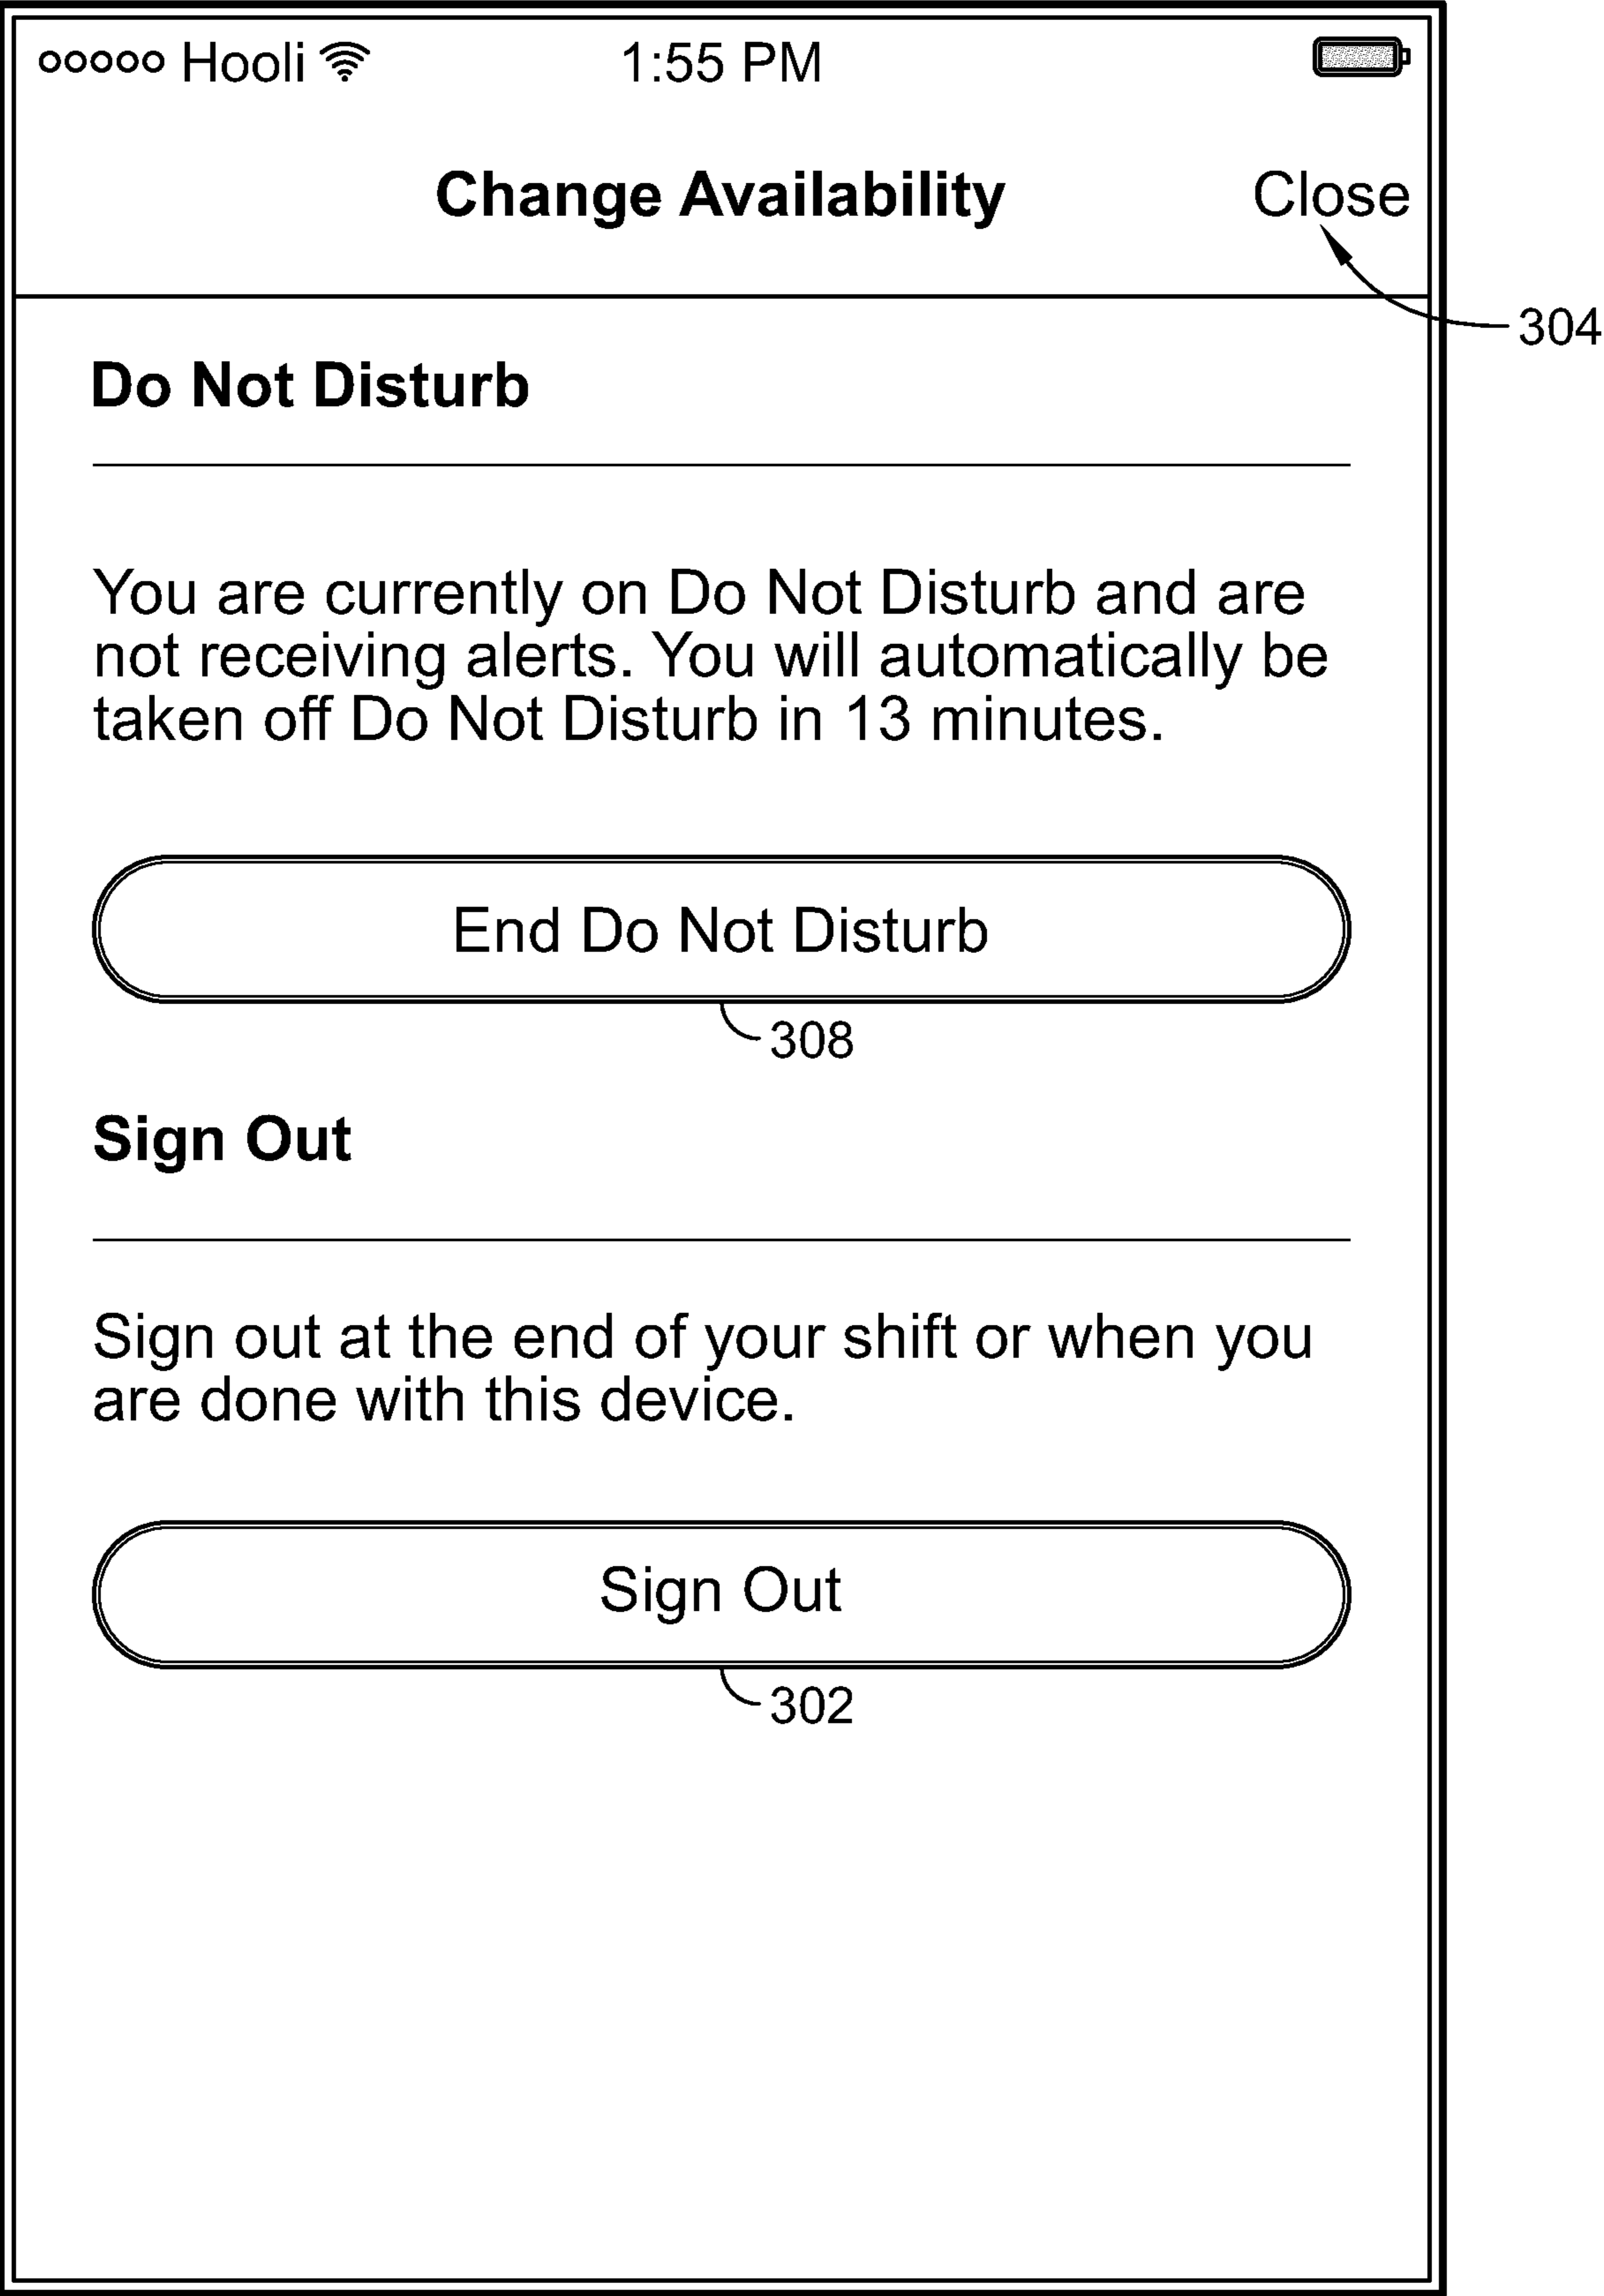 Hooli 1:55 PM
Change Availability Close
304
Do Not Disturb
You are currently on Do Not Disturb and are
not receiving alerts. You will automatically be
taken off Do Not Disturb in 13 minutes.
End Do Not Disturb
308
Sign Out
Sign out at the end of your shift or when you
are done with this device.
Sign Out
302